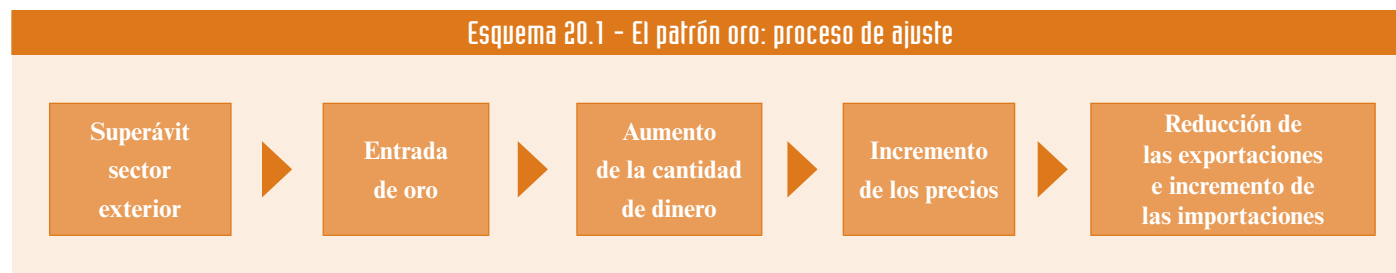 Esquema 20.1 - El patrón oro: proceso de ajuste
Superávit
sector
exterior
Entrada
de oro
Aumento
de la cantidad
de dinero
Incremento
de los precios
Reducción de
las exportaciones
e incremento de
las importaciones